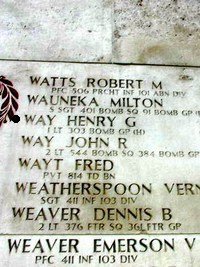 WATTS ROBERT M
PFC 506 PRCHT INF 101 ABN DIV
WAUNEKA MILTON
S SGT 401 BOMB SQ 91 BOMB GP
WAY HENRY G
1 LT 303 BOMB GP (H)
WAY JOHN R
2 LT 544 BOMB SQ 384 BOMB GP
WAYT FRED
PVT 814 TD BN
WEATHERSPOON VERN
SGT 411 INF 103 DIV
WEAVER DENNIS B
2 LT 376 FTR SQ 361 FTR GP
WEAVER EMERSON V
PFC 411 INF 103 DIV